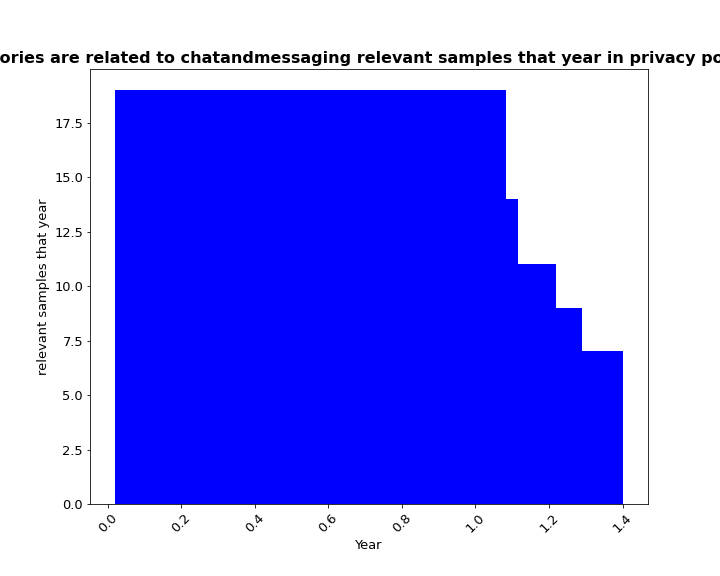 ories are related to chatandmessaging relevant samples that year in privacy po
relevant samples that year
17.5
15.0
12.5
10.0
7.5
5.0
2.5
0.0
0.0 0.2 0.4 0.6 0.8 1.0 1.2 1.4
Year